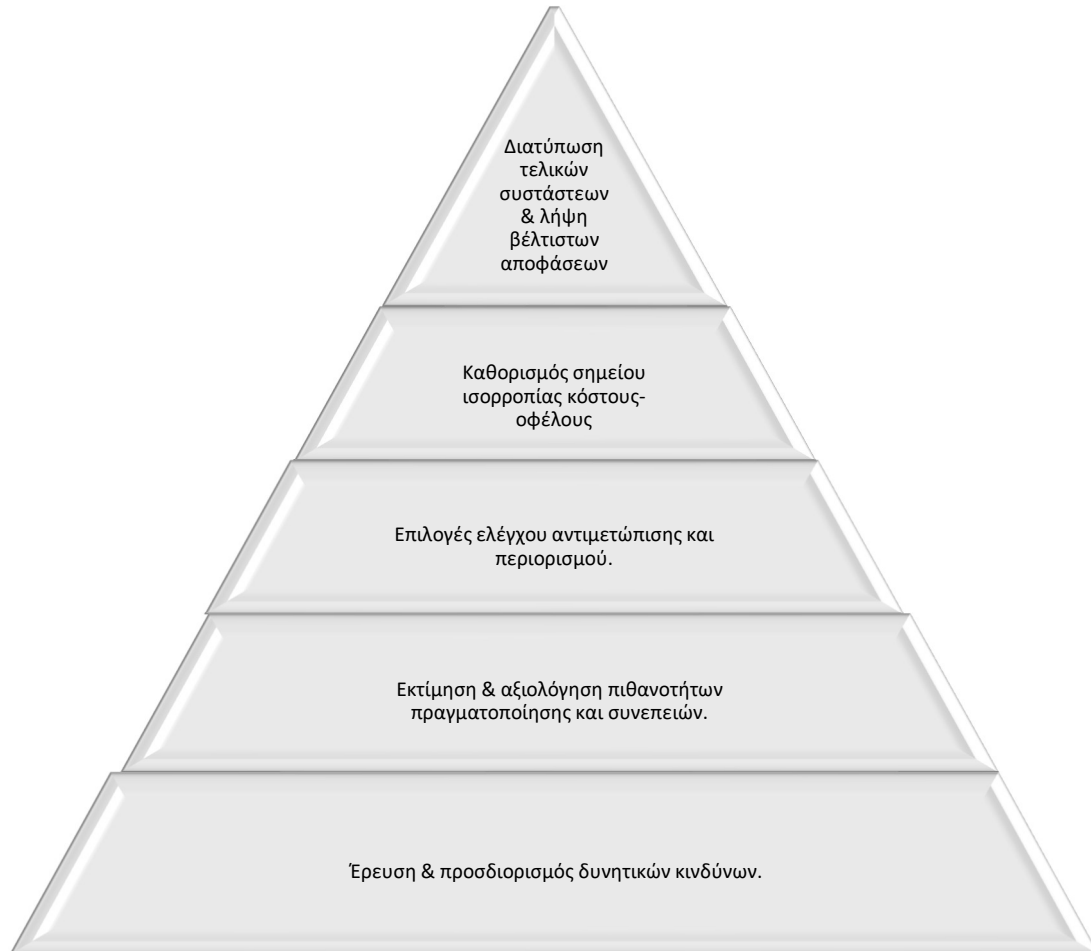 Διατύπωση
τελικών
συστάστεων
& λήψη
βέλτιστων
αποφάσεων
Καθορισμός σημείου
ισορροπίας κόστους-
οφέλους
Επιλογές ελέγχου αντιμετώπισης και
περιορισμού.
Εκτίμηση & αξιολόγηση πιθανοτήτων
πραγματοποίησης και συνεπειών.
Έρευση & προσδιορισμός δυνητικών κινδύνων.